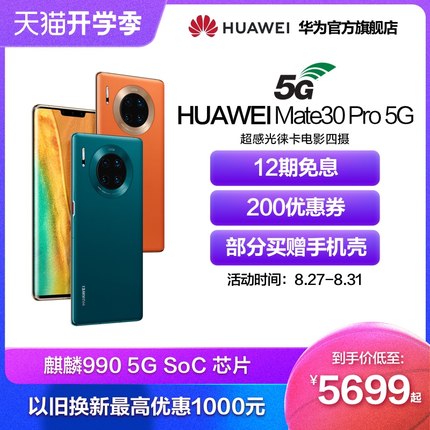 天猫开学季
HUAWEI 华为官方旗舰店
5G
HUAWEI Mate30 Pro 5G
超感光徕卡电影四摄
12期免息
200优惠券
部分买赠手机壳
活动时间：8.27-8.31
麒麟990 5G SoC 芯片
以旧换新最高优惠1000元
到手价低至：
¥5699起
HUAWEI